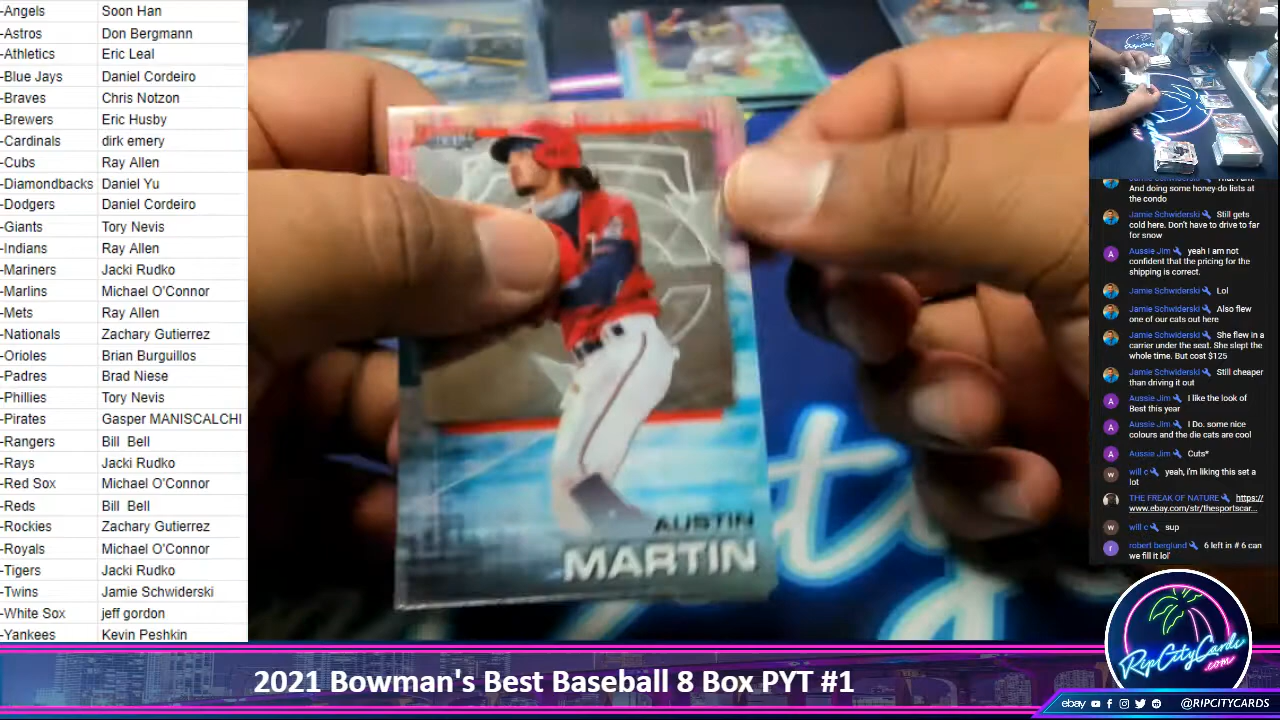 -Angels Soon Han
-Astros Don Bergmann
-Athletics Eric Leal
-Blue Jays Daniel Cordeiro
-Braves Chris Notzon
-Brewers Eric Husby
-Cardinals dirk emery
-Cubs Ray Allen
-Diamondbacks Daniel Yu
-Dodgers Daniel Cordeiro
-Giants Tory Nevis
-Indians Ray Allen
-Mariners Jacki Rudko
-Marlins Michael O'Connor
-Mets Ray Allen
-Nationals Zachary Gutierrez
-Orioles Brian Burguillos
-Padres Brad Niese
-Phillies Tory Nevis
-Pirates Gasper MANISCALCHI
-Rangers Bill Bell
-Rays Jacki Rudko
-Red Sox Michael O'Connor
-Reds Bill Bell
-Rockies Zachary Gutierrez
-Royals Michael O'Connor
-Tigers Jacki Rudko
-Twins Jamie Schwiderski
-White Sox jeff gordon
-Yankees Kevin Peshkin
AUSTIN
MARTIN
And doing some honey-do lists at
the condo
Jamie Schwiderski Still gets
cold here. Don't have to drive to far
for snow
Aussie Jim yeah I am not
confident that the pricing for the
shipping is correct.
Jamie Schwiderski Lol
Jamie Schwiderski Also flew
one of our cats out here
Jamie Schwiderski She flew in a
carrier under the seat. She slept the
whole time. But cost $125
Jamie Schwiderski Still cheaper
than driving it out
A Aussie Jim I like the look of
Best this year
A Aussie Jim I Do. some nice
colours and the die cats are cool
A Aussie Jim Cuts*
w will c yeah, i'm liking this set a
lot
THE FREAK OF NATURE https://
www.ebay.com/str/thesportscar...
w will c sup
r robert berglund 6 left in # 6 can
we fill it lol'
RipCityCards
.com
2021 Bowman's Best Baseball 8 Box PYT #1
ebay @RIPCITYCARDS